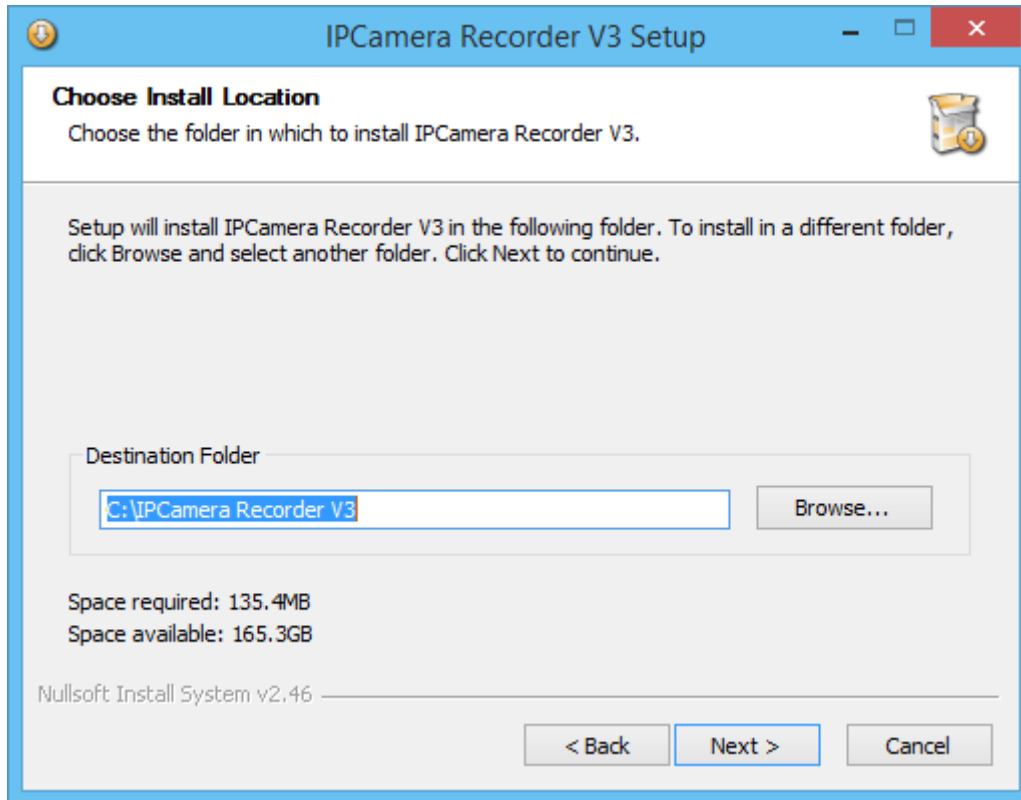 IPCamera Recorder V3 Setup
Choose Install Location
Choose the folder in which to install IPCamera Recorder V3.
Setup will install IPCamera Recorder V3 in the following folder. To install in a different folder,
click Browse and select another folder. Click Next to continue.
Destination Folder
C:\IPCamera Recorder V3
Browse...
Space required: 135.4MB
Space available: 165.3GB
Nullsoft Install System v2.46
< Back
Next >
Cancel